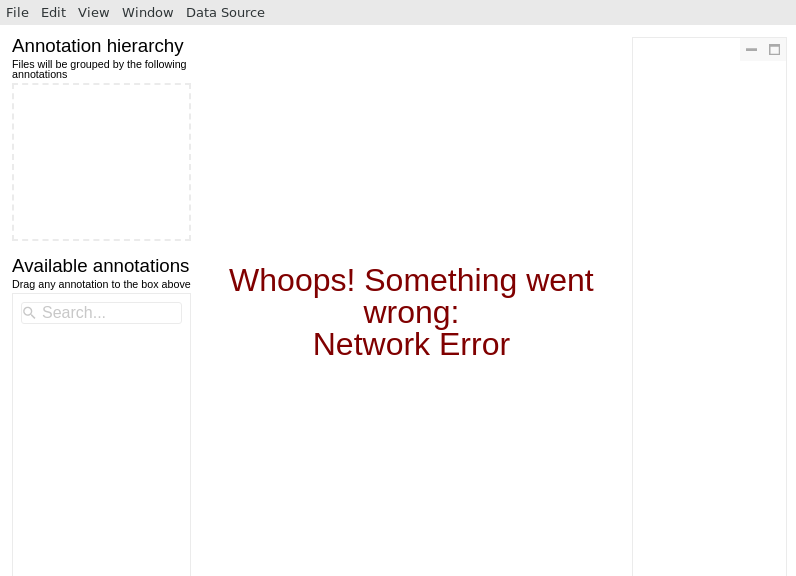 File Edit View Window Data Source
Annotation hierarchy
Files will be grouped by the following
annotations
Available annotations
Drag any annotation to the box above
Search...
Whoops! Something went
wrong:
Network Error